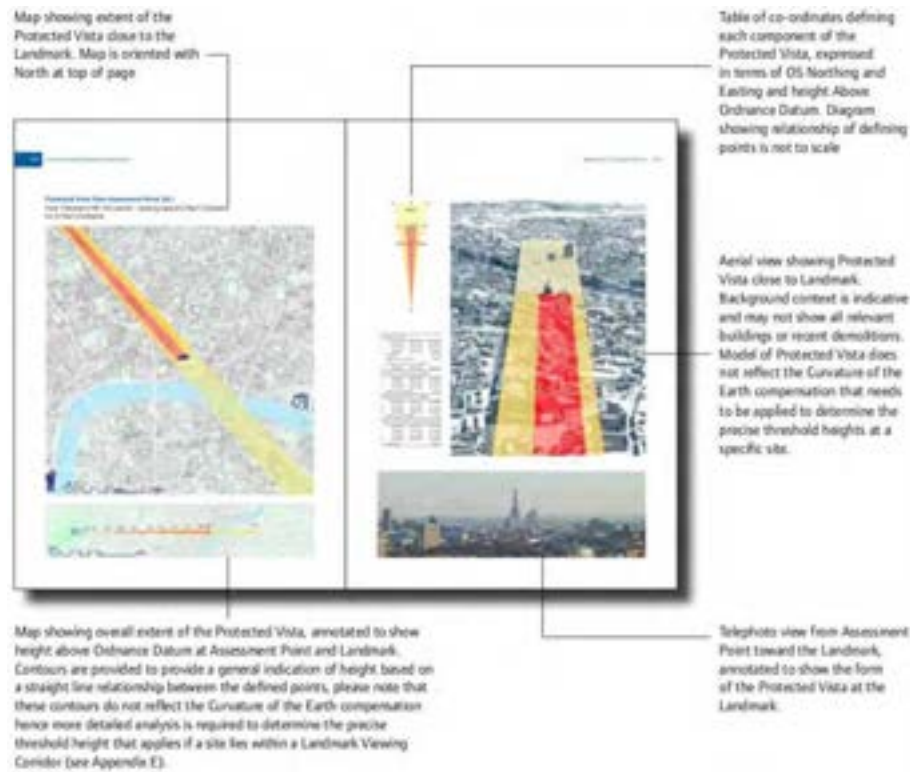 Map showing extent of the
Protected Vista close to the
Landmark. Map is oriented with
North at top of page
Table of co-ordinates defining
each component of the
Protected Vista, expressed
in terms of OS Northing and
Easting and height Above
Ordnance Datum. Diagram
showing relationship of defining
points is not to scale
Aerial view showing Protected
Vista close to Landmark.
Background context is indicative
and may not show all relevant
buildings or recent demolitions.
Model of Protected Vista does
not reflect the Curvature of the
Earth compensation that needs
to be applied to determine the
precise threshold heights at a
specific site.
Map showing overall extent of the Protected Vista, annotated to show
height above Ordnance Datum at Assessment Point and Landmark.
Contours are provided to provide a general indication of height based on
a straight line relationship between the defined points, please note that
these contours do not reflect the Curvature of the Earth compensation
hence more detailed analysis is required to determine the precise
threshold height that applies if a site lies within a Landmark Viewing
Corridor (see Appendix E).
Telephoto view from Assessment
Point toward the Landmark,
annotated to show the form
of the Protected Vista at the
Landmark.